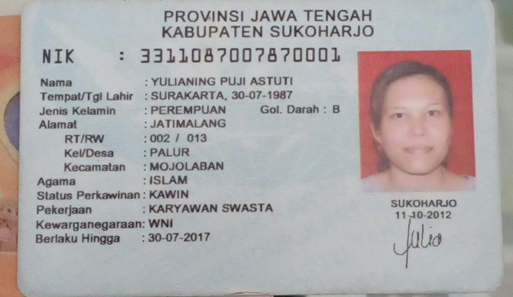 PROVINSI JAWA TENGAH
KABUPATEN SUKOHARJO
NIK : 3311087007870001
Nama : YULIANING PUJI ASTUTI
Tempat/Tgl Lahir : SURAKARTA, 30-07-1987
Jenis Kelamin : PEREMPUAN Gol. Darah : B
Alamat : JATIMALANG
RT/RW : 002 / 013
Kel/Desa : PALUR
Kecamatan : MOJOLABAN
Agama : ISLAM
Status Perkawinan: KAWIN
Pekerjaan : KARYAWAN SWASTA
Kewarganegaraan: WNI
Berlaku Hingga : 30-07-2017
SUKOHARJO
11-10-2012
Julia